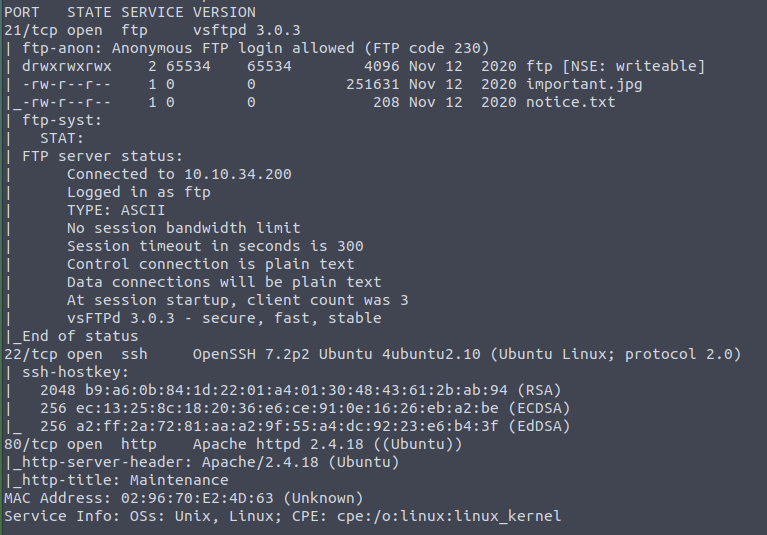 PORT   STATE SERVICE VERSION
21/tcp open  ftp     vsftpd 3.0.3
| ftp-anon: Anonymous FTP login allowed (FTP code 230)
| drwxrwxrwx    2 65534    65534        4096 Nov 12  2020 ftp [NSE: writeable]
| -rw-r--r--    1 0        0          251631 Nov 12  2020 important.jpg
|_-rw-r--r--    1 0        0             208 Nov 12  2020 notice.txt
| ftp-syst:
|   STAT:
| FTP server status:
|      Connected to 10.10.34.200
|      Logged in as ftp
|      TYPE: ASCII
|      No session bandwidth limit
|      Session timeout in seconds is 300
|      Control connection is plain text
|      Data connections will be plain text
|      At session startup, client count was 3
|      vsFTPd 3.0.3 - secure, fast, stable
|_End of status
22/tcp open  ssh     OpenSSH 7.2p2 Ubuntu 4ubuntu2.10 (Ubuntu Linux; protocol 2.0)
| ssh-hostkey:
|   2048 b9:a6:0b:84:1d:22:01:a4:01:30:48:43:61:2b:ab:94 (RSA)
|   256 ec:13:25:8c:18:20:36:e6:ce:91:0e:16:26:eb:a2:be (ECDSA)
|_  256 a2:ff:2a:72:81:aa:a2:9f:55:a4:dc:92:23:e6:b4:3f (EdDSA)
80/tcp open  http    Apache httpd 2.4.18 ((Ubuntu))
|_http-server-header: Apache/2.4.18 (Ubuntu)
|_http-title: Maintenance
MAC Address: 02:96:70:E2:4D:63 (Unknown)
Service Info: OSs: Unix, Linux; CPE: cpe:/o:linux:linux_kernel